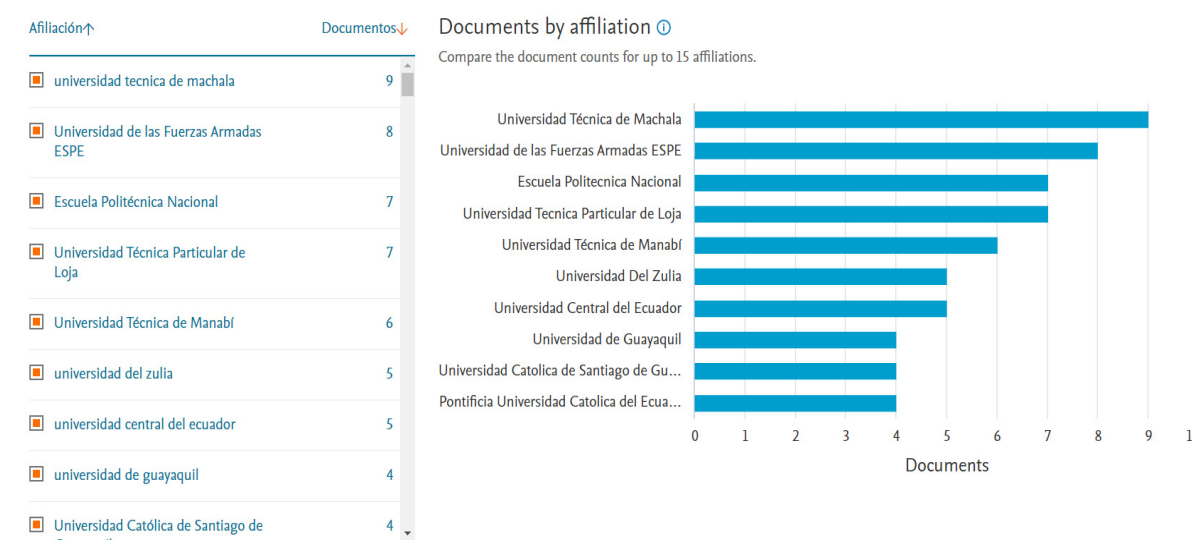 Afiliación↑ Documentos↓
universidad tecnica de machala 9
Universidad de las Fuerzas Armadas 8
ESPE
Escuela Politécnica Nacional 7
Universidad Técnica Particular de 7
Loja
Universidad Técnica de Manabí 6
universidad del zulia 5
universidad central del ecuador 5
universidad de guayaquil 4
Universidad Católica de Santiago de 4
Documents by affiliation
Compare the document counts for up to 15 affiliations.
Universidad Técnica de Machala
Universidad de las Fuerzas Armadas ESPE
Escuela Politecnica Nacional
Universidad Tecnica Particular de Loja
Universidad Técnica de Manabí
Universidad Del Zulia
Universidad Central del Ecuador
Universidad de Guayaquil
Universidad Catolica de Santiago de Gu...
Pontificia Universidad Catolica del Ecua...
0 1 2 3 4 5 6 7 8 9 1
Documents